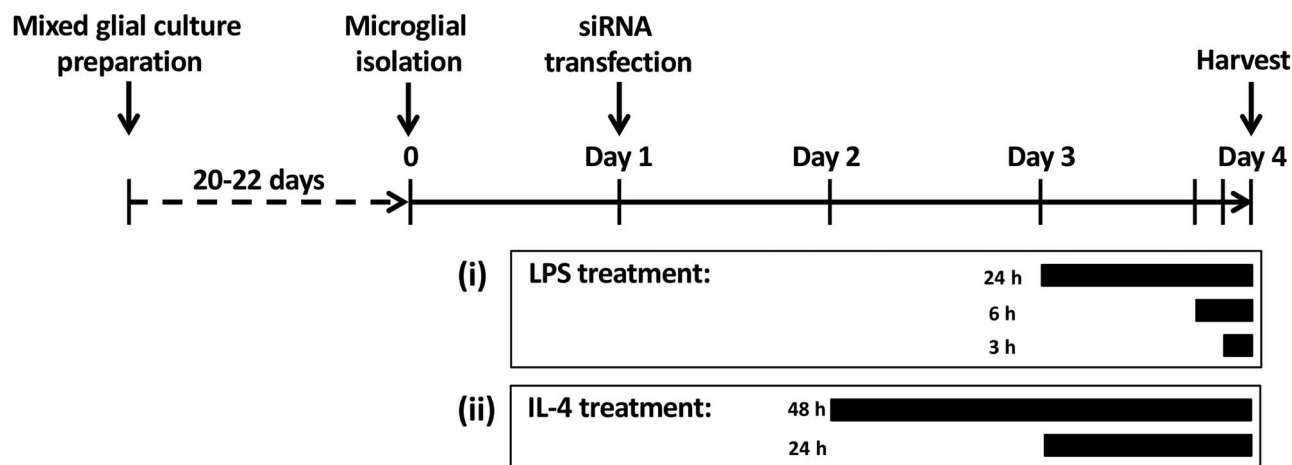 Mixed glial culture
preparation
Microglial
isolation
siRNA
transfection
Harvest
0
Day 1
Day 2
Day 3
Day 4
20-22 days
(i)
LPS treatment:
24 h
6 h
3 h
(ii)
IL-4 treatment:
48 h
24 h